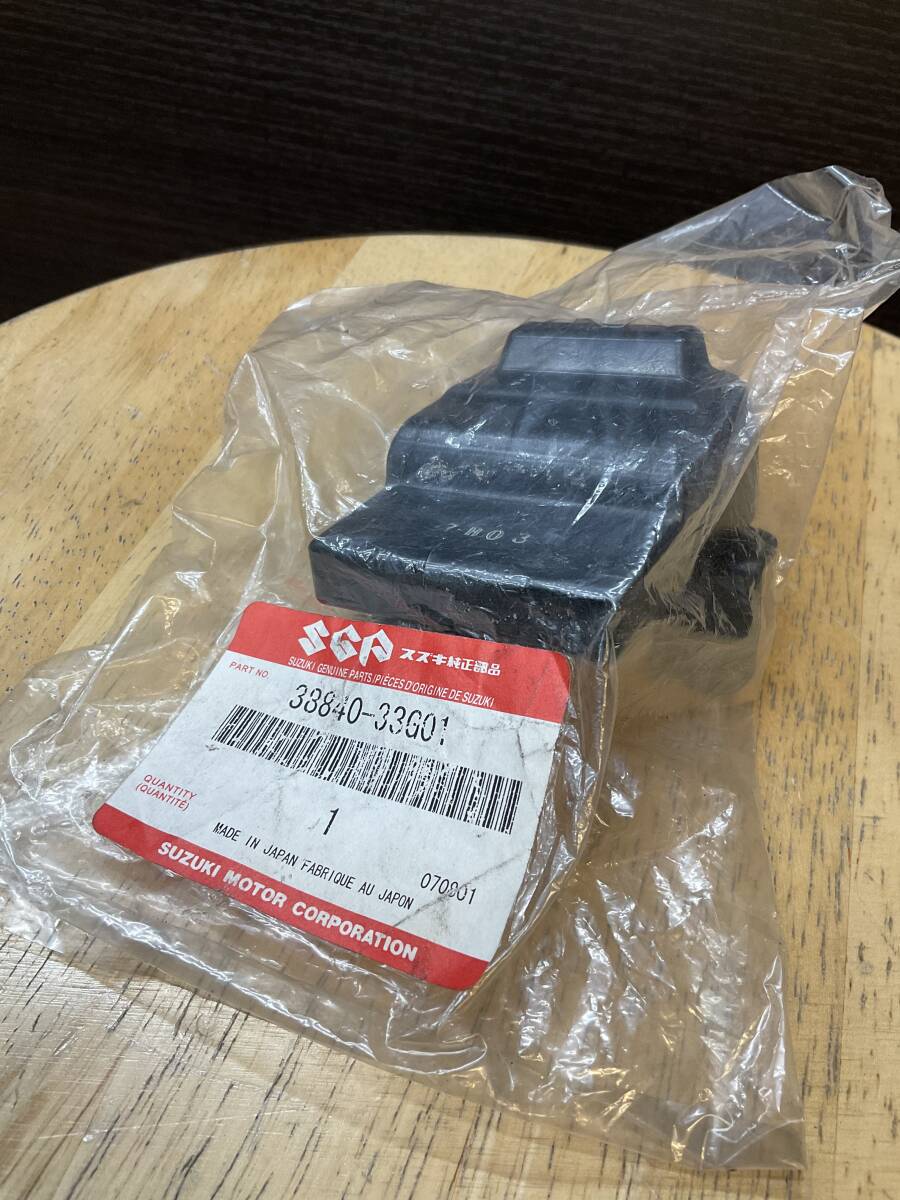 7M03
SGP スズキ純正部品
SUZUKI GENUINE PARTS/PIÈCES D'ORIGINE DE SUZUKI
PART NO.
38840-33G01
QUANTITY
(QUANTITÉ)
1
MADE IN JAPAN FABRIQUE AU JAPON
070801
SUZUKI MOTOR CORPORATION